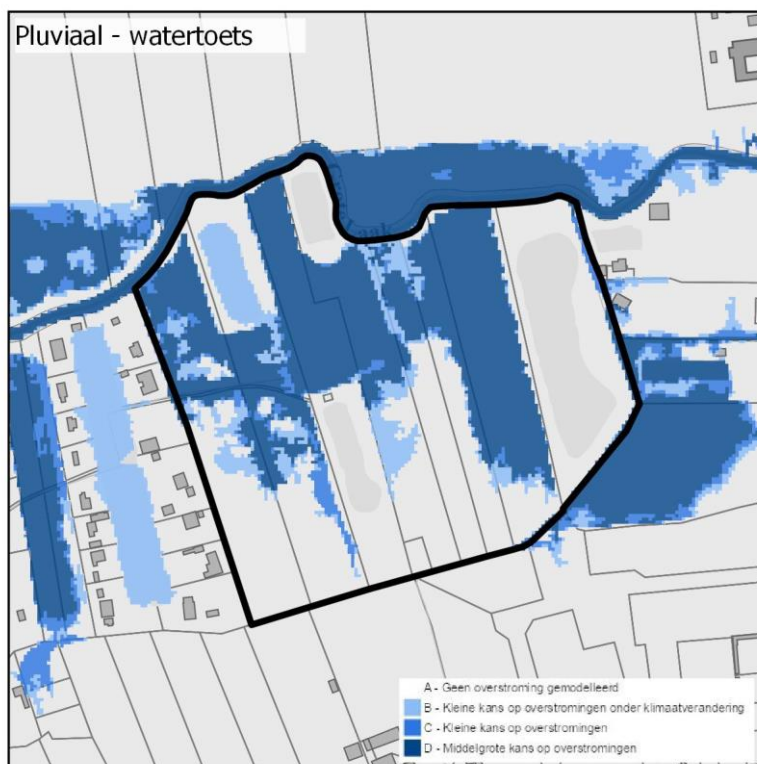 Pluviaal - watertoets
A - Geen overstroming gemodelleerd
B - Kleine kans op overstromingen onder klimaatverandering
C - Kleine kans op overstromingen
D - Middelgrote kans op overstromingen